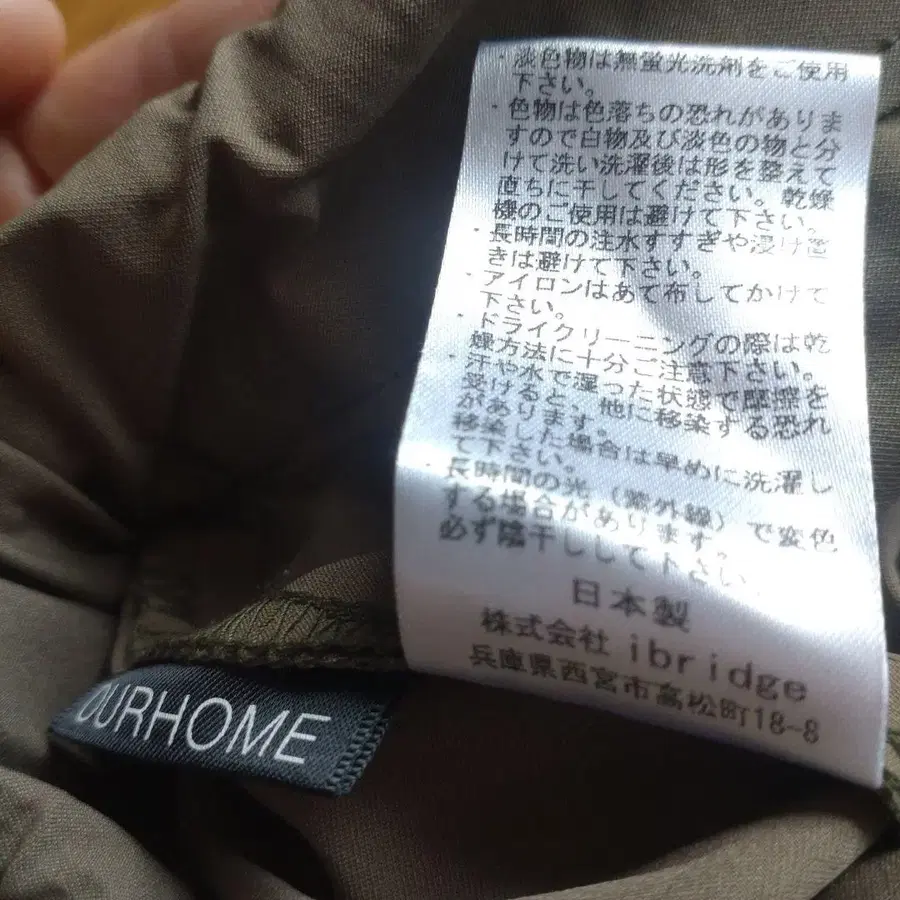 ・淡色物は無蛍光洗剤をご使用
下さい。
・色物は色落ちの恐れがありま
すので白物及び淡色の物と分
けて洗い洗濯後は形を整えて
直ちに干してください。乾燥
機のご使用は避けて下さい。
・長時間の注水すすぎや浸け置
きは避けて下さい。
・アイロンはあて布してかけて
下さい。
・ドライクリーニングの際は乾
燥方法に十分ご注意下さい。
・汗や水で湿った状態で摩擦を
受けると、他に移染する恐れ
があります。
移染した場合は早めに洗濯し
て下さい。
・長時間の光（紫外線）で変色
する場合があります。
必ず陰干しして下さい
日本製
株式会社 ibridge
兵庫県西宮市高松町18-8
OURHOME